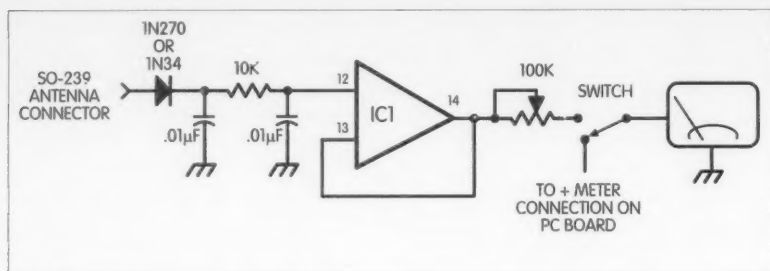 1N270
OR
1N34
SO-239
ANTENNA
CONNECTOR
10K
.01µF
.01µF
12
13
IC1
14
100K
SWITCH
TO + METER
CONNECTION ON
PC BOARD